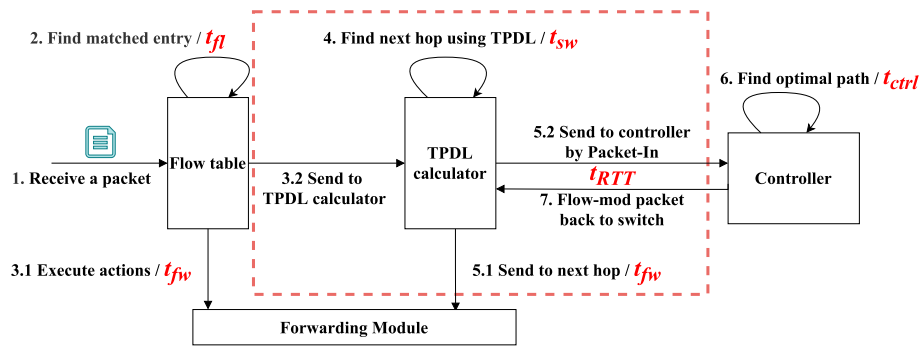 2. Find matched entry / t_fl
4. Find next hop using TPDL / t_sw
6. Find optimal path / t_ctrl
1. Receive a packet
Flow table
3.2 Send to
TPDL calculator
TPDL
calculator
5.2 Send to controller
by Packet-In
t_RTT
7. Flow-mod packet
back to switch
Controller
3.1 Execute actions / t_fw
5.1 Send to next hop / t_fw
Forwarding Module